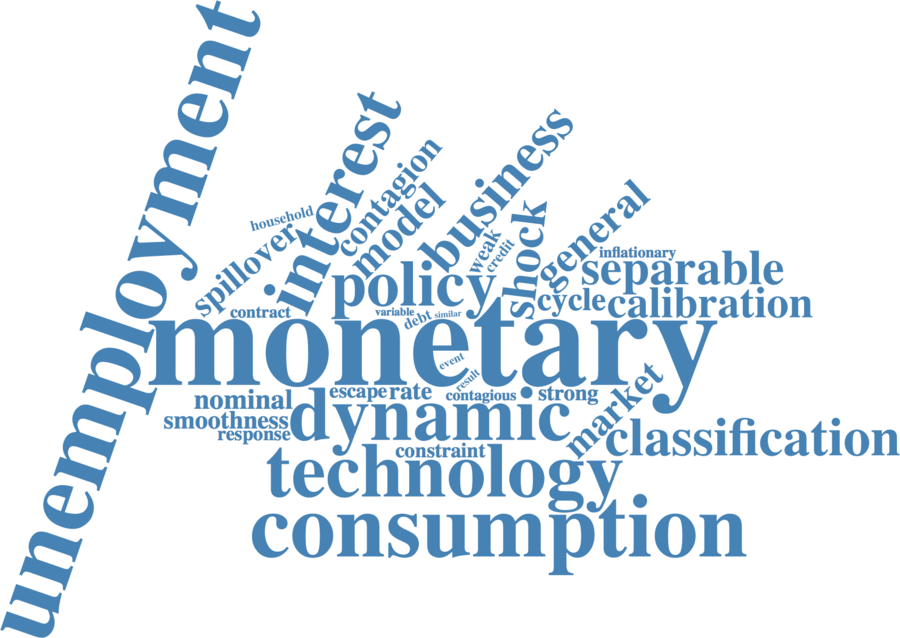 unemployment
interest
contagion
business
household
spillover
model
weak
credit
shock
general
inflationary
separable
policy
cycle
calibration
contract
variable
debt
similar
monetary
event
result
escape
rate
contagious
strong
market
nominal
smoothness
response
dynamic
classification
constraint
technology
consumption